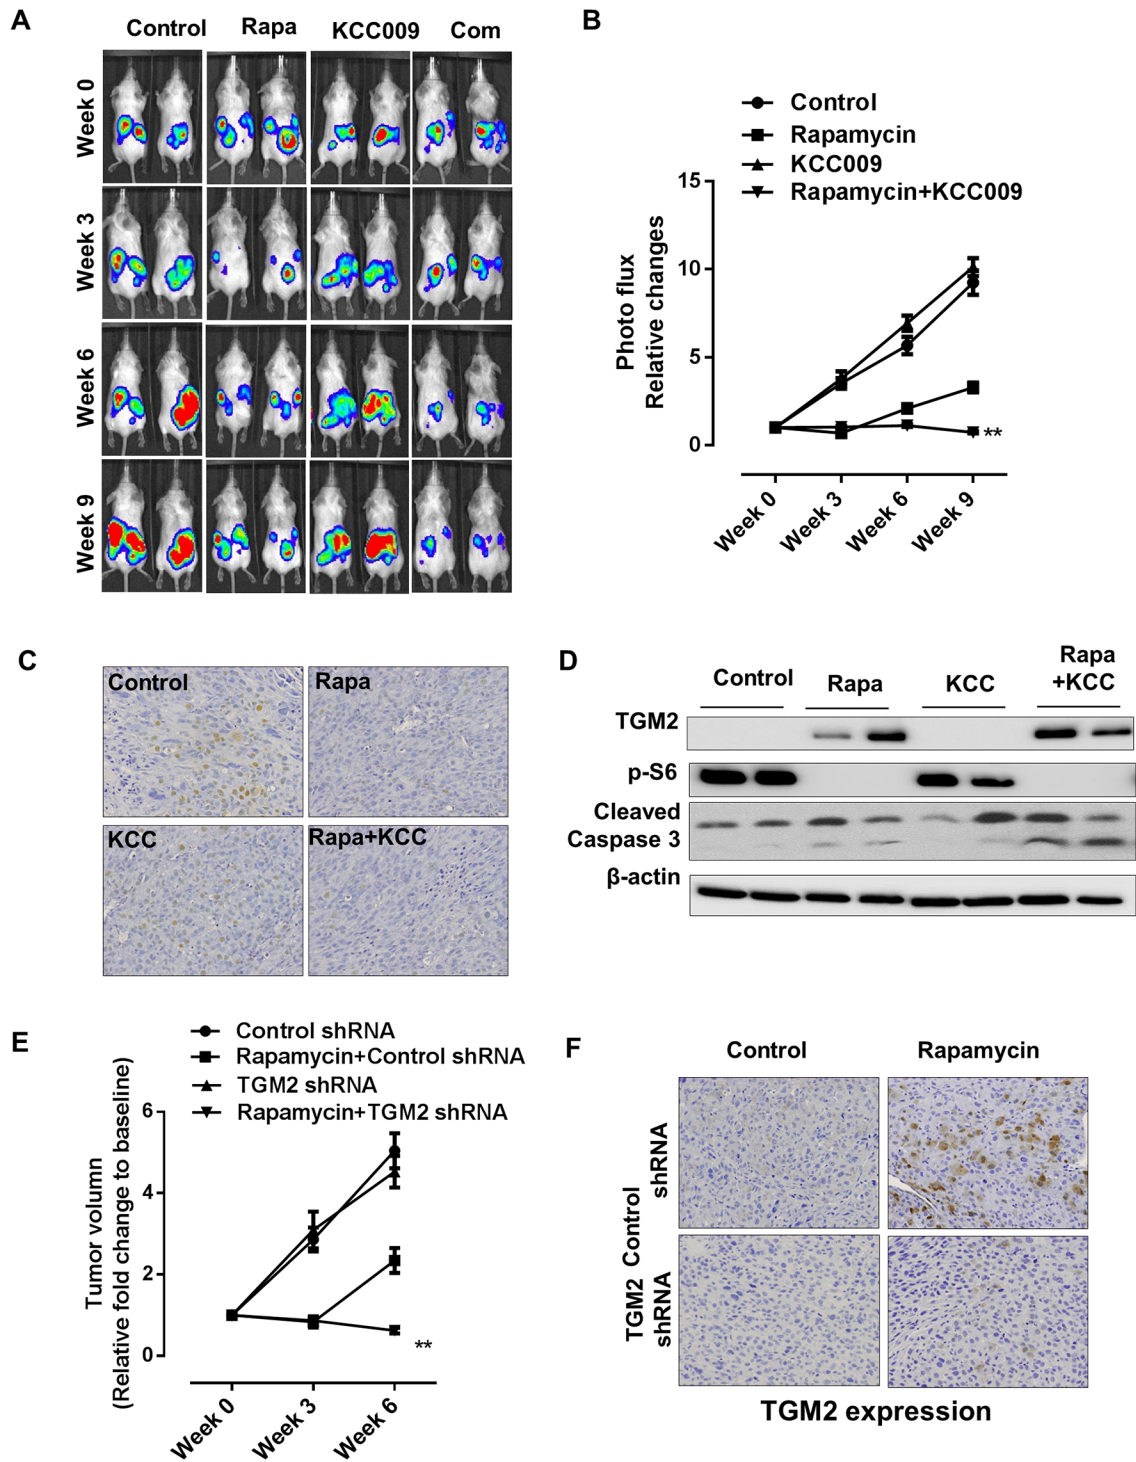 A
Control
Rapa
KCC009
Com
Week 0
Week 3
Week 6
Week 9
B
Control
Rapamycin
KCC009
Rapamycin+KCC009
Photo flux
Relative changes
15
10
5
0
**
Week 0
Week 3
Week 6
Week 9
C
Control
Rapa
KCC
Rapa+KCC
D
Control
Rapa
KCC
Rapa
+KCC
TGM2
p-S6
Cleaved
Caspase 3
β-actin
E
Control shRNA
Rapamycin+Control shRNA
TGM2 shRNA
Rapamycin+TGM2 shRNA
Tumor volumn
(Relative fold change to baseline)
6
4
2
0
**
Week 0
Week 3
Week 6
F
Control
Rapamycin
Control
shRNA
TGM2
shRNA
TGM2 expression